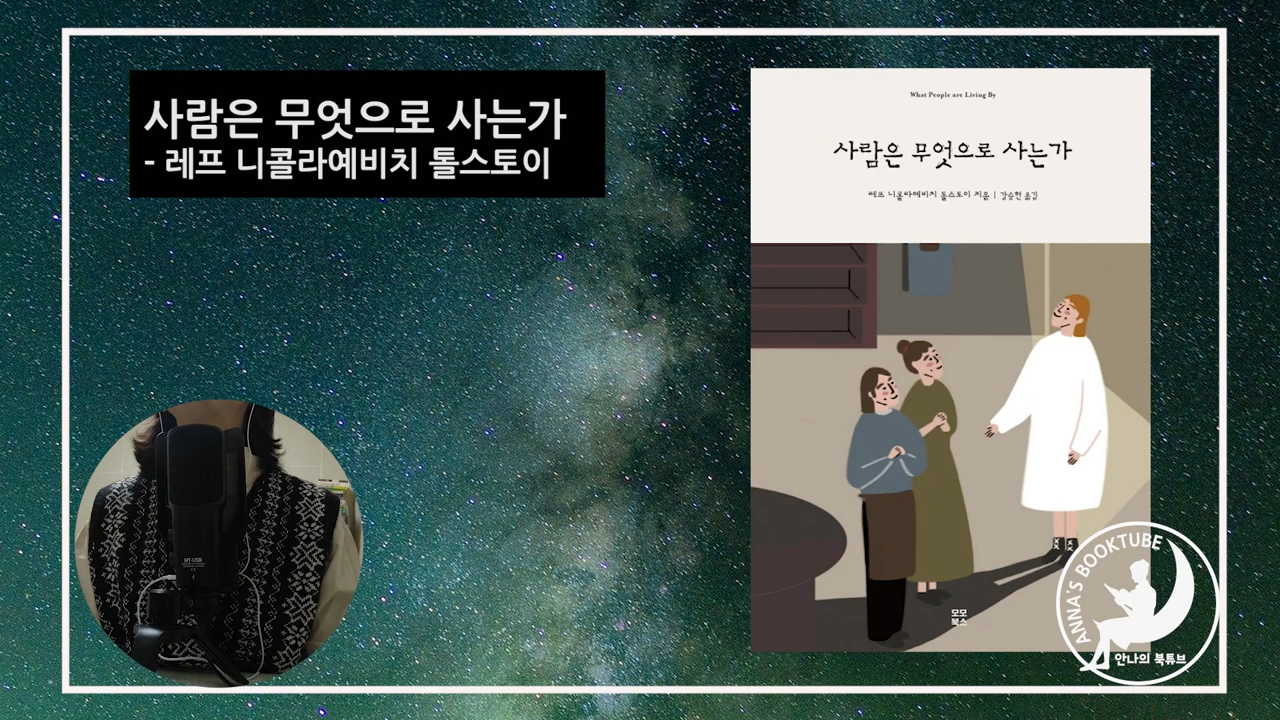 사람은 무엇으로 사는가
- 레프 니콜라예비치 톨스토이
What People are Living By
사람은 무엇으로 사는가
레프 니콜라예비치 톨스토이 지음 | 강승현 옮김
모모
북스
ANNA'S BOOKTUBE
안나의 북튜브
NT-USB